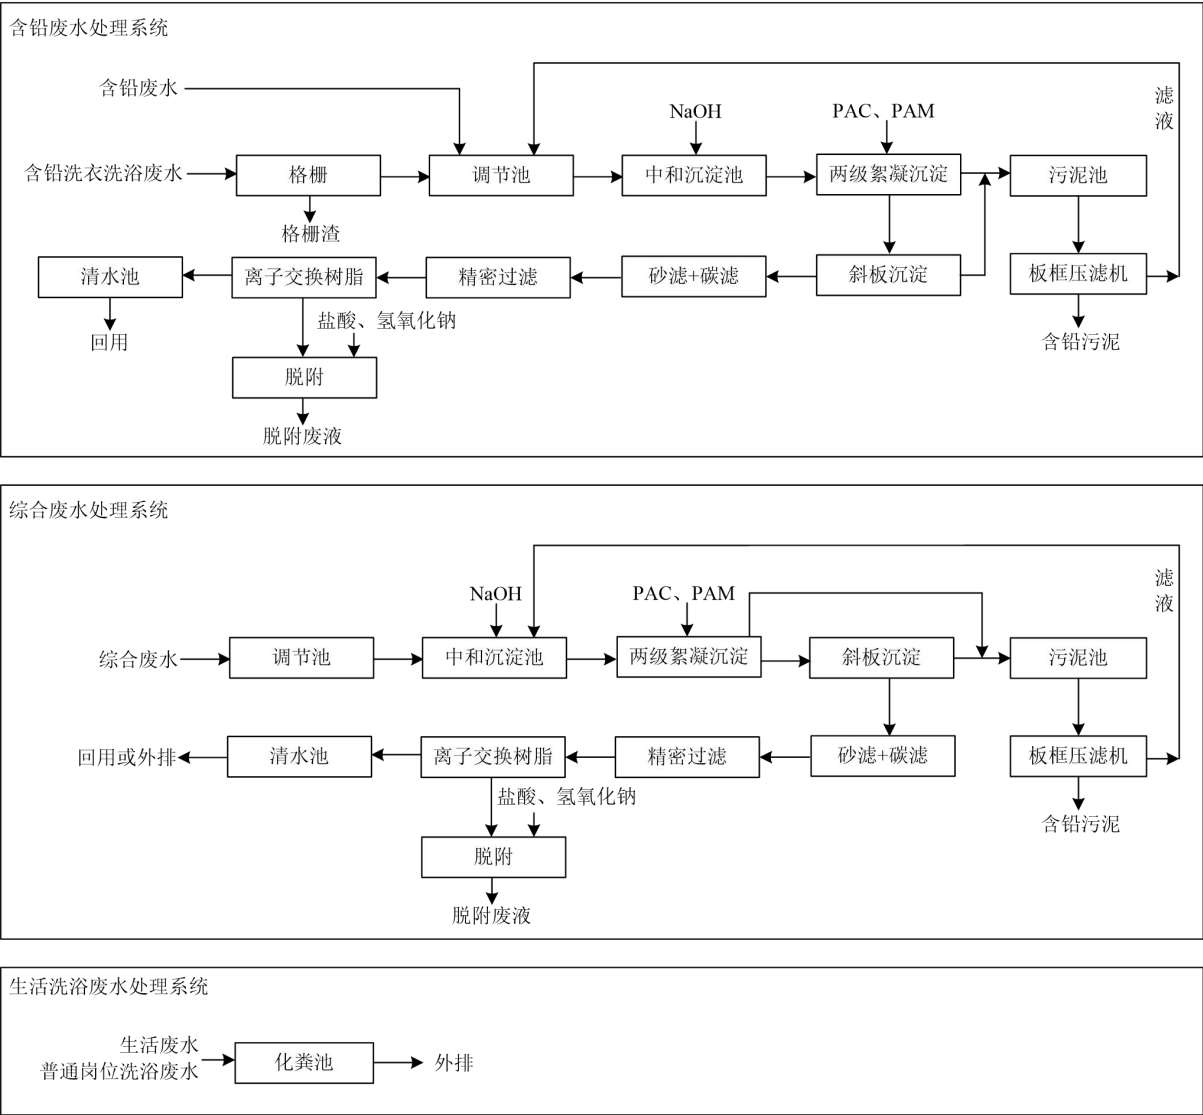 含铅废水处理系统
含铅废水
滤液
NaOH
PAC、PAM
含铅洗衣洗浴废水
格栅
调节池
中和沉淀池
两级絮凝沉淀
污泥池
格栅渣
清水池
离子交换树脂
精密过滤
砂滤+碳滤
斜板沉淀
板框压滤机
盐酸、氢氧化钠
回用
含铅污泥
脱附
脱附废液
综合废水处理系统
滤液
NaOH
PAC、PAM
综合废水
调节池
中和沉淀池
两级絮凝沉淀
斜板沉淀
污泥池
回用或外排
清水池
离子交换树脂
精密过滤
砂滤+碳滤
板框压滤机
盐酸、氢氧化钠
含铅污泥
脱附
脱附废液
生活洗浴废水处理系统
生活废水
普通岗位洗浴废水
化粪池
外排